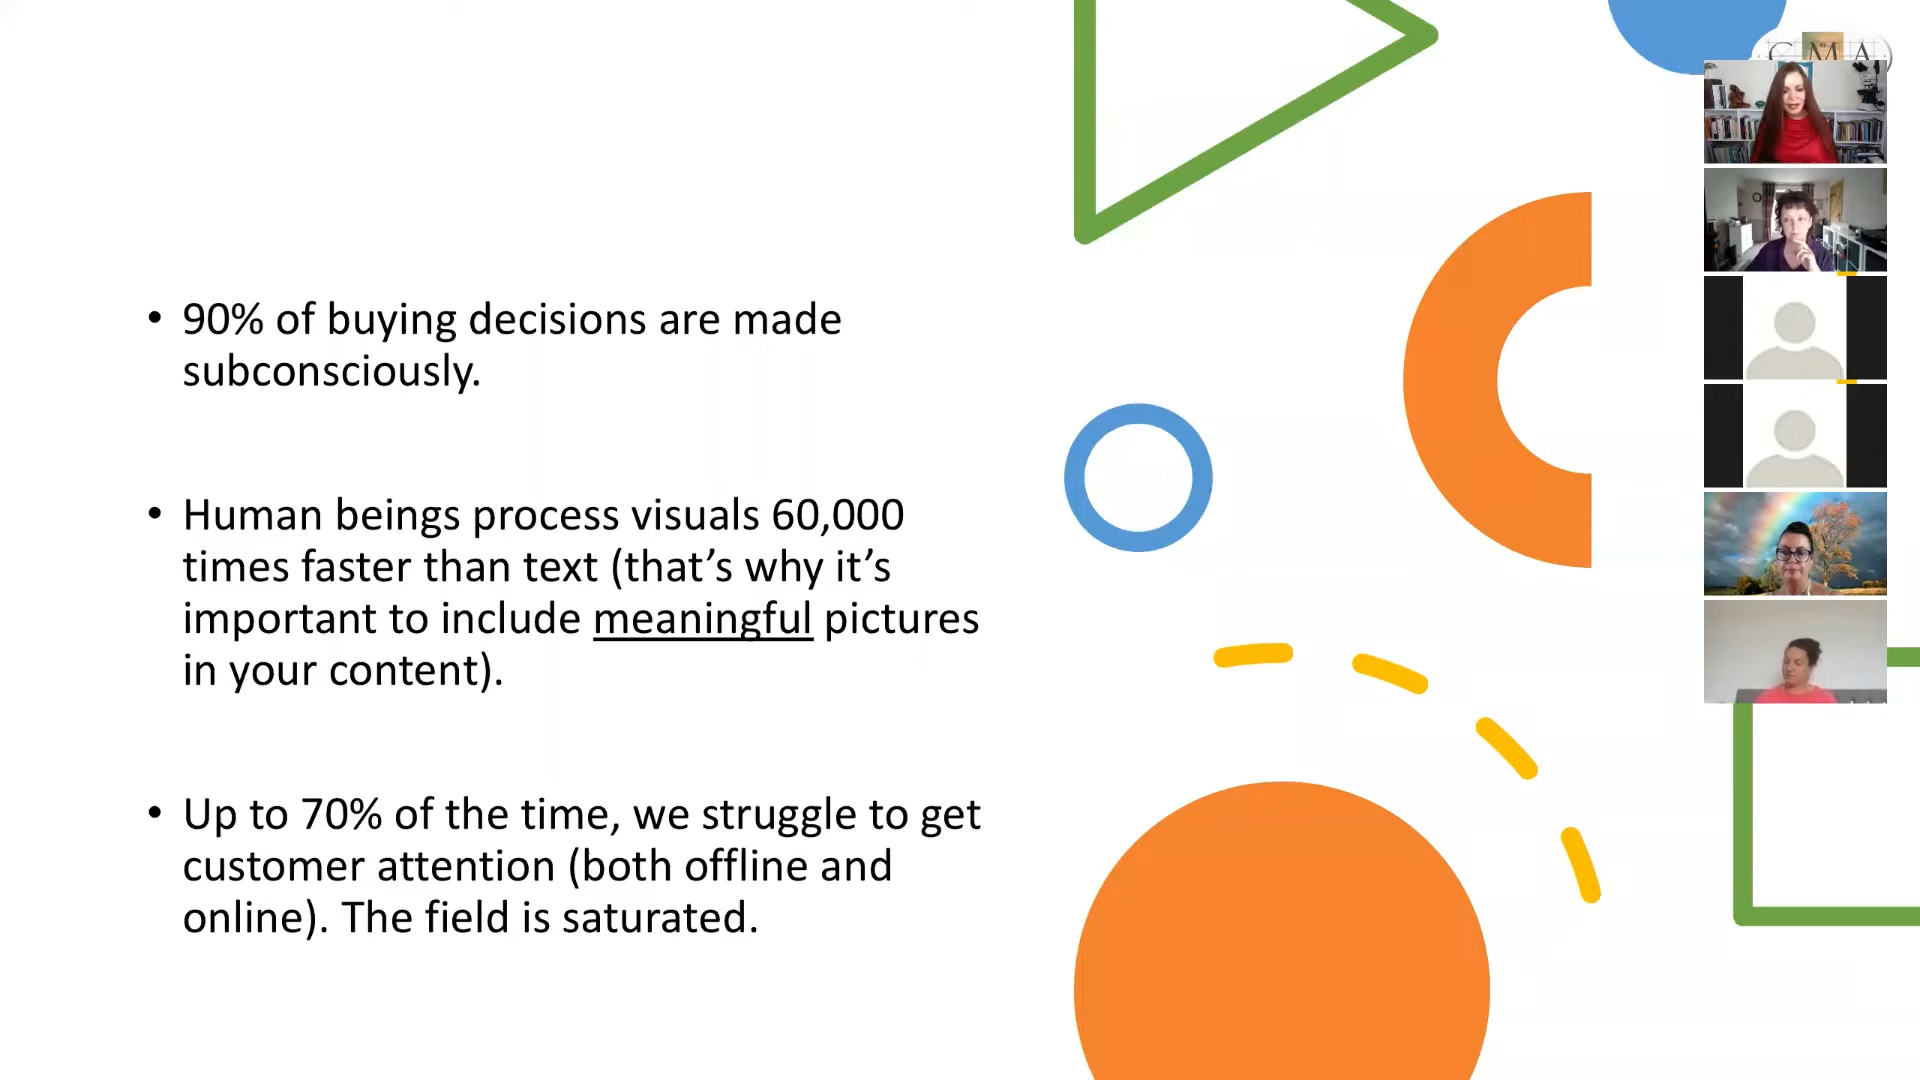 • 90% of buying decisions are made
subconsciously.
• Human beings process visuals 60,000
times faster than text (that’s why it’s
important to include meaningful pictures
in your content).
• Up to 70% of the time, we struggle to get
customer attention (both offline and
online). The field is saturated.
CMA